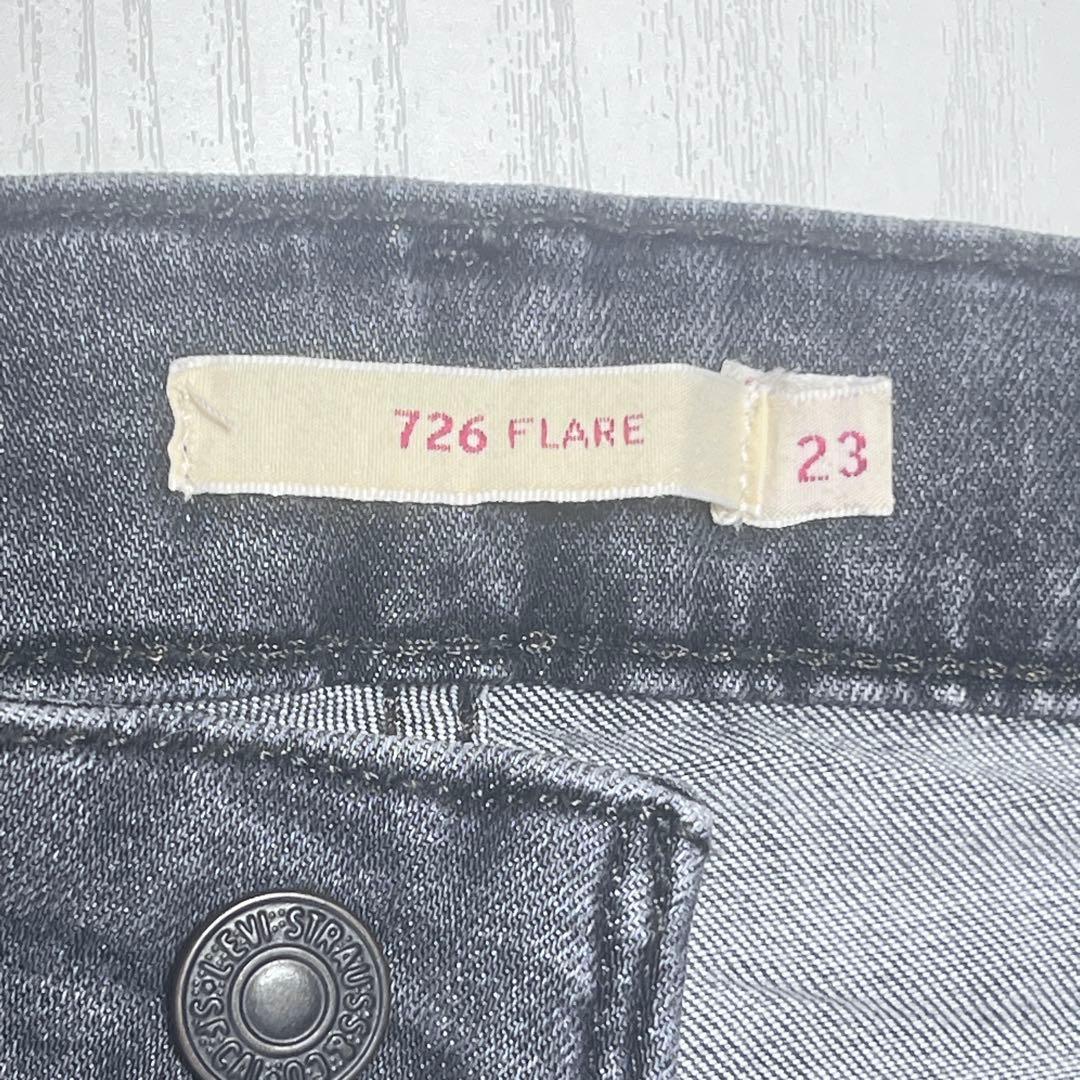 726 FLARE
23
LEVI STRAUSS & CO.